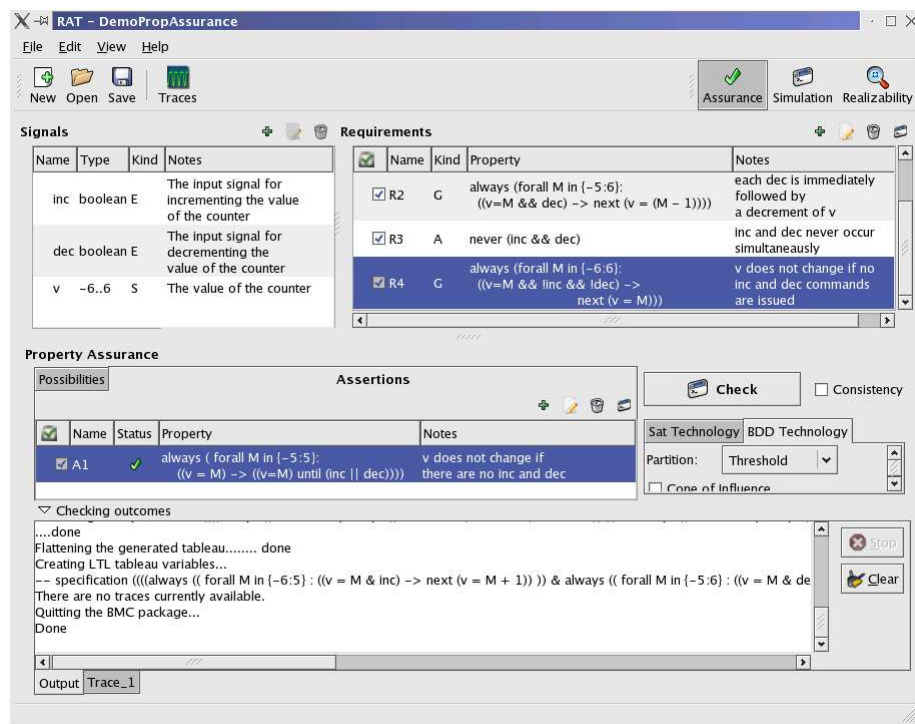 RAT - DemoPropAssurance
File Edit View Help
New Open Save Traces Assurance Simulation Realizability
Signals
Name Type Kind Notes
inc boolean E The input signal for
incrementing the value
of the counter
dec boolean E The input signal for
decrementing the
value of the counter
v -6..6 S The value of the counter
Requirements
Name Kind Property Notes
R2 G always (forall M in {-5:6}:
((v=M && dec) -> next (v = (M - 1))))
each dec is immediately
followed by
a decrement of v
R3 A never (inc && dec)
inc and dec never occur
simultaneausly
R4 G always (forall M in {-6:6}:
((v=M && !inc && !dec) ->
next (v = M)))
v does not change if no
inc and dec commands
are issued
Property Assurance
Possibilities Assertions
Name Status Property Notes
A1 always ( forall M in {-5:5}:
((v = M) -> ((v=M) until (inc || dec))))
v does not change if
there are no inc and dec
Check Consistency
Sat Technology BDD Technology
Partition: Threshold
Cone of Influence
Checking outcomes
....done
Flattening the generated tableau........ done
Creating LTL tableau variables...
-- specification ((((always (( forall M in {-6:5} : ((v = M & inc) -> next (v = M + 1)) )) & always (( forall M in {-5:6} : ((v = M & de
There are no traces currently available.
Quitting the BMC package...
Done
Stop
Clear
Output Trace_1